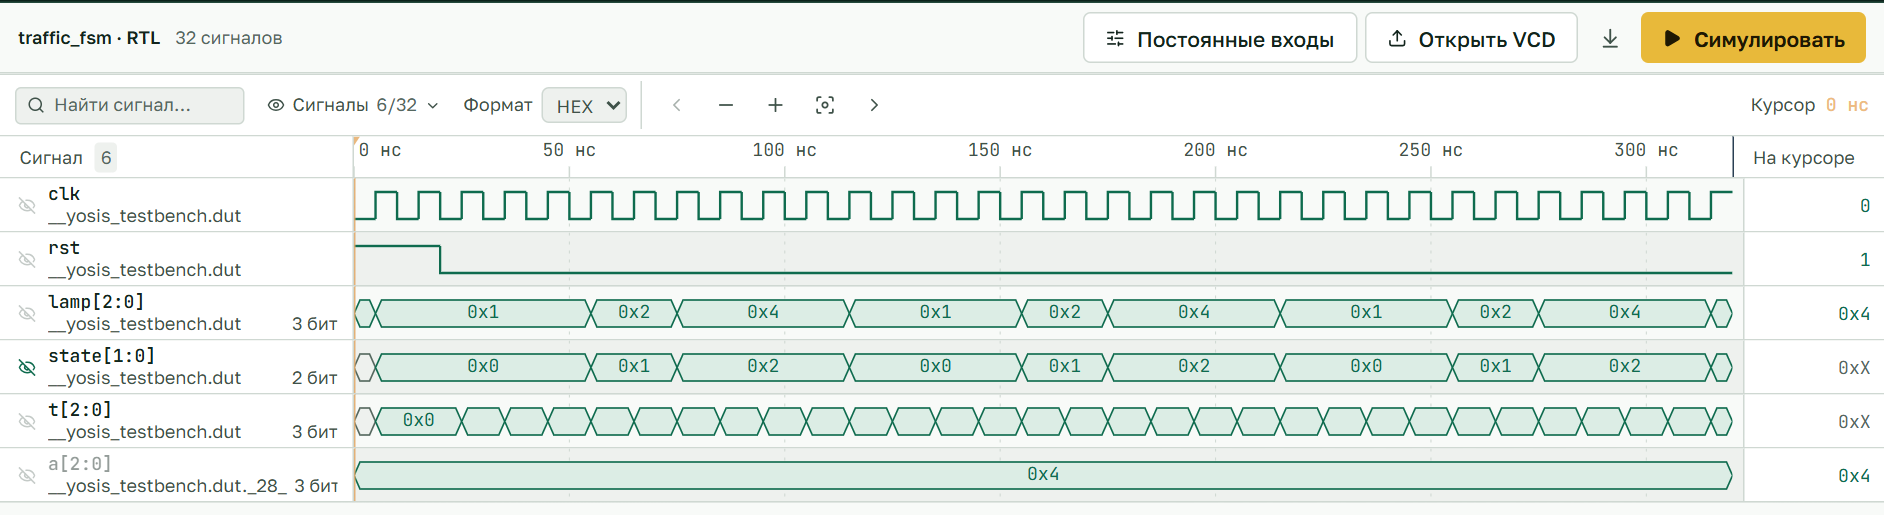 traffic_fsm · RTL 32 сигналов Постоянные входы Открыть VCD Симулировать
Найти сигнал... Сигналы 6/32 Формат HEX Курсор 0 нс
Сигнал 6 0 нс 50 нс 100 нс 150 нс 200 нс 250 нс 300 нс На курсоре
clk
__yosis_testbench.dut 0
rst
__yosis_testbench.dut 1
lamp[2:0] 0x1 0x2 0x4 0x1 0x2 0x4 0x1 0x2 0x4 0x4
__yosis_testbench.dut 3 бит
state[1:0] 0x0 0x1 0x2 0x0 0x1 0x2 0x0 0x1 0x2 0xX
__yosis_testbench.dut 2 бит
t[2:0] 0x0 0xX
__yosis_testbench.dut 3 бит
a[2:0] 0x4 0x4
__yosis_testbench.dut._28_ 3 бит